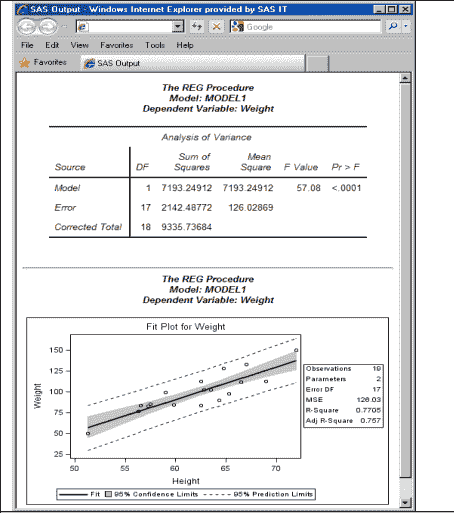 SAS Output - Windows Internet Explorer provided by SAS IT
Google
File Edit View Favorites Tools Help
Favorites SAS Output
The REG Procedure
Model: MODEL1
Dependent Variable: Weight
Analysis of Variance
Source DF Sum of Squares Mean Square F Value Pr > F
Model 1 7193.24912 7193.24912 57.08 <.0001
Error 17 2142.48772 126.02869
Corrected Total 18 9335.73684
The REG Procedure
Model: MODEL1
Dependent Variable: Weight
Fit Plot for Weight
150
125
100
75
50
25
Weight
50 55 60 65 70
Height
Observations 19
Parameters 2
Error DF 17
MSE 126.03
R-Square 0.7705
Adj R-Square 0.757
Fit 95% Confidence Limits 95% Prediction Limits